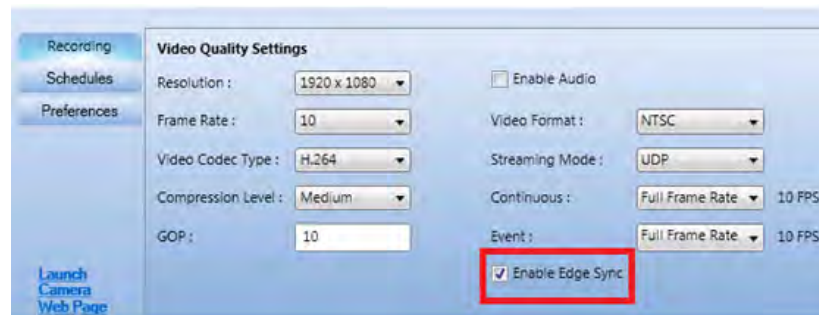 Recording
Schedules
Preferences
Launch
Camera
Web Page
Video Quality Settings
Resolution : 1920 x 1080 Enable Audio
Frame Rate : 10 Video Format : NTSC
Video Codec Type : H.264 Streaming Mode : UDP
Compression Level : Medium Continuous : Full Frame Rate 10 FPS
GOP : 10 Event : Full Frame Rate 10 FPS
Enable Edge Sync